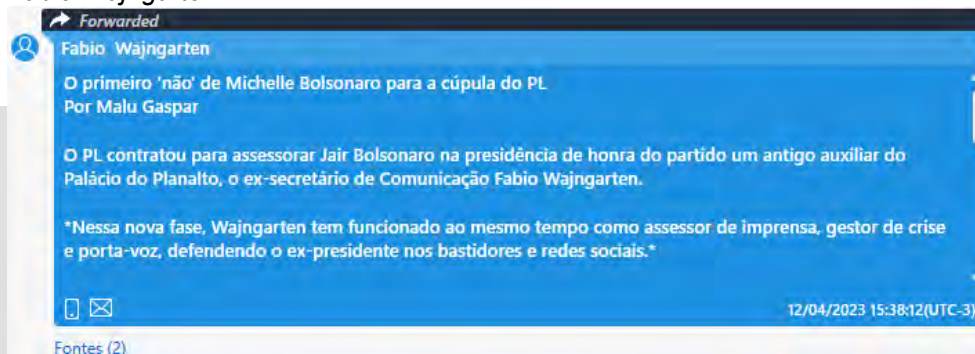 Forwarded
Fabio Wajngarten
O primeiro 'não' de Michelle Bolsonaro para a cúpula do PL
Por Malu Gaspar
O PL contratou para assessorar Jair Bolsonaro na presidência de honra do partido um antigo auxiliar do
Palácio do Planalto, o ex-secretário de Comunicação Fabio Wajngarten.
*Nessa nova fase, Wajngarten tem funcionado ao mesmo tempo como assessor de imprensa, gestor de crise
e porta-voz, defendendo o ex-presidente nos bastidores e redes sociais.*
12/04/2023 15:38:12(UTC-3)
Fontes (2)